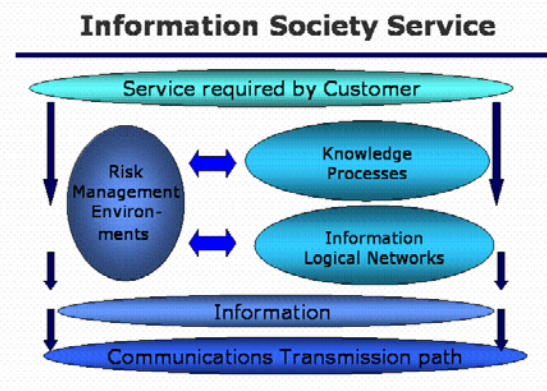 Information Society Service
Service required by Customer
Risk
Management
Environ-
ments
Knowledge
Processes
Information
Logical Networks
Information
Communications Transmission path